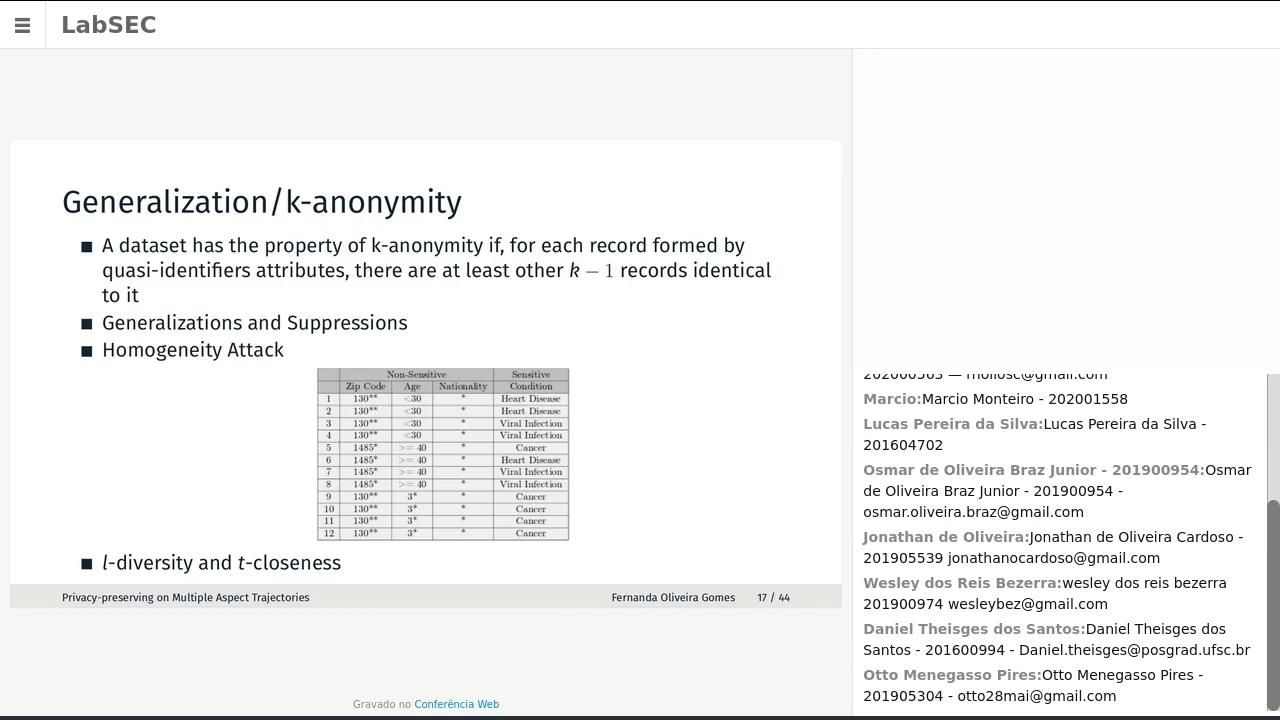 LabSEC
Generalization/k-anonymity
■ A dataset has the property of k-anonymity if, for each record formed by
quasi-identifiers attributes, there are at least other k − 1 records identical
to it
■ Generalizations and Suppressions
■ Homogeneity Attack
Non-Sensitive Sensitive
Zip Code Age Nationality Condition
1 130** <30 * Heart Disease
2 130** <30 * Heart Disease
3 130** <30 * Viral Infection
4 130** <30 * Viral Infection
5 1485* >= 40 * Cancer
6 1485* >= 40 * Heart Disease
7 1485* >= 40 * Viral Infection
8 1485* >= 40 * Viral Infection
9 130** 3* * Cancer
10 130** 3* * Cancer
11 130** 3* * Cancer
12 130** 3* * Cancer
■ l-diversity and t-closeness
Privacy-preserving on Multiple Aspect Trajectories Fernanda Oliveira Gomes 17 / 44
Gravado no Conferência Web
Marcio:Marcio Monteiro - 202001558
Lucas Pereira da Silva:Lucas Pereira da Silva -
201604702
Osmar de Oliveira Braz Junior - 201900954:Osmar
de Oliveira Braz Junior - 201900954 -
osmar.oliveira.braz@gmail.com
Jonathan de Oliveira:Jonathan de Oliveira Cardoso -
201905539 jonathanocardoso@gmail.com
Wesley dos Reis Bezerra:wesley dos reis bezerra
201900974 wesleybez@gmail.com
Daniel Theisges dos Santos:Daniel Theisges dos
Santos - 201600994 - Daniel.theisges@posgrad.ufsc.br
Otto Menegasso Pires:Otto Menegasso Pires -
201905304 - otto28mai@gmail.com